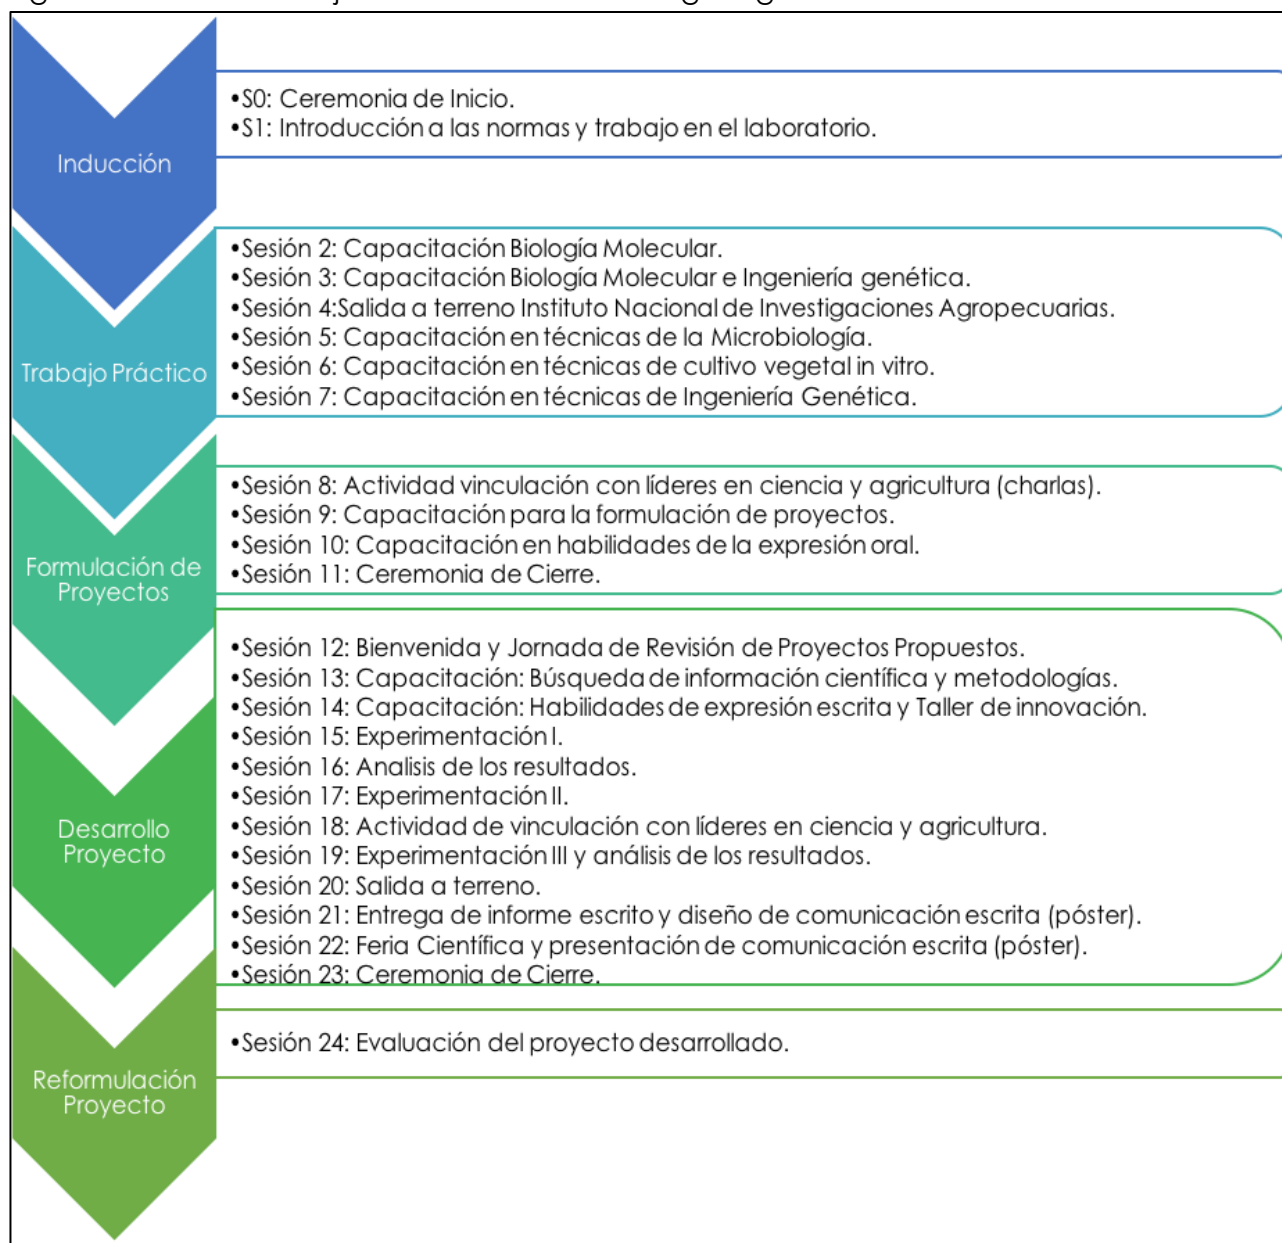 Inducción
•S0: Ceremonia de Inicio.
•S1: Introducción a las normas y trabajo en el laboratorio.
Trabajo Práctico
•Sesión 2: Capacitación Biología Molecular.
•Sesión 3: Capacitación Biología Molecular e Ingeniería genética.
•Sesión 4:Salida a terreno Instituto Nacional de Investigaciones Agropecuarias.
•Sesión 5: Capacitación en técnicas de la Microbiología.
•Sesión 6: Capacitación en técnicas de cultivo vegetal in vitro.
•Sesión 7: Capacitación en técnicas de Ingeniería Genética.
Formulación de
Proyectos
•Sesión 8: Actividad vinculación con líderes en ciencia y agricultura (charlas).
•Sesión 9: Capacitación para la formulación de proyectos.
•Sesión 10: Capacitación en habilidades de la expresión oral.
•Sesión 11: Ceremonia de Cierre.
Desarrollo
Proyecto
•Sesión 12: Bienvenida y Jornada de Revisión de Proyectos Propuestos.
•Sesión 13: Capacitación: Búsqueda de información científica y metodologías.
•Sesión 14: Capacitación: Habilidades de expresión escrita y Taller de innovación.
•Sesión 15: Experimentación I.
•Sesión 16: Analisis de los resultados.
•Sesión 17: Experimentación II.
•Sesión 18: Actividad de vinculación con líderes en ciencia y agricultura.
•Sesión 19: Experimentación III y análisis de los resultados.
•Sesión 20: Salida a terreno.
•Sesión 21: Entrega de informe escrito y diseño de comunicación escrita (póster).
•Sesión 22: Feria Científica y presentación de comunicación escrita (póster).
•Sesión 23: Ceremonia de Cierre.
Reformulación
Proyecto
•Sesión 24: Evaluación del proyecto desarrollado.